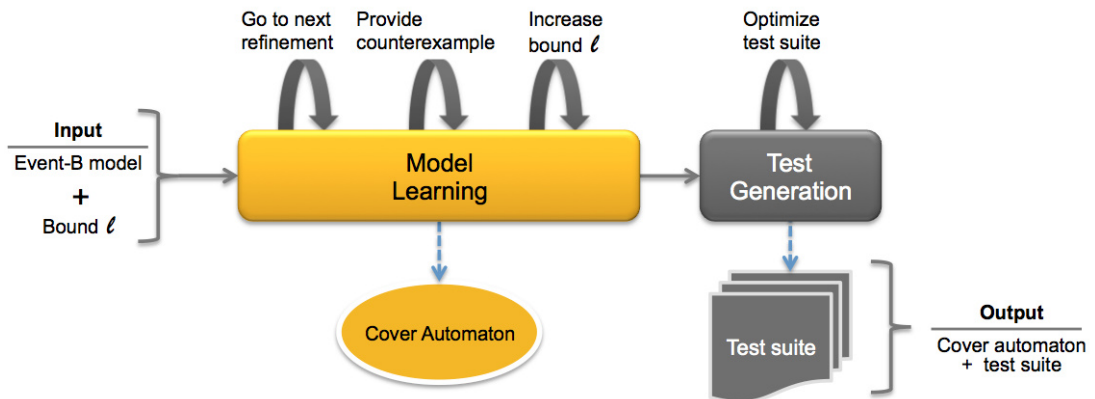 Go to next
refinement
Provide
counterexample
Increase
bound ℓ
Optimize
test suite
Input
Event-B model
+
Bound ℓ
Model
Learning
Test
Generation
Cover Automaton
Test suite
Output
Cover automaton
+ test suite